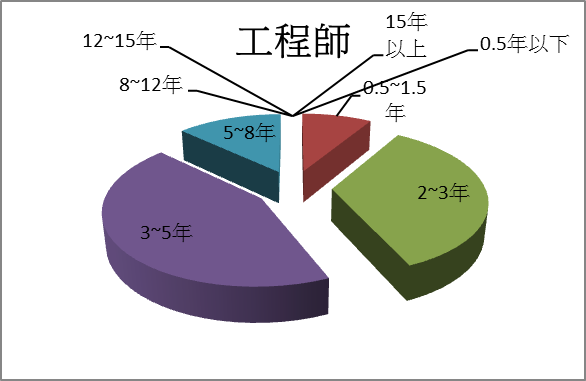 工程師
15年
以上
12~15年
0.5年以下
8~12年
0.5~1.5
年
5~8年
2~3年
3~5年